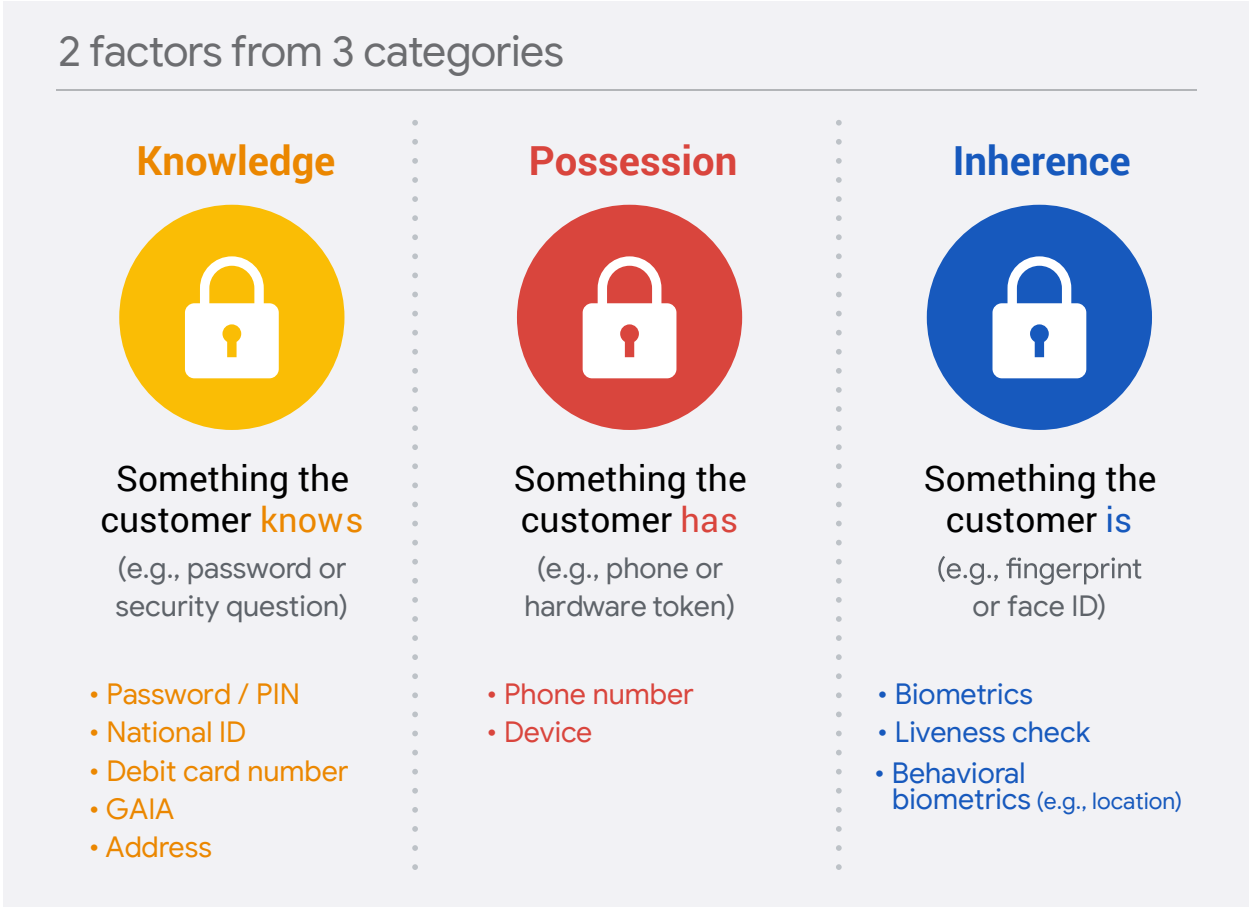 2 factors from 3 categories
Knowledge
Something the
customer knows
(e.g., password or
security question)
• Password / PIN
• National ID
• Debit card number
• GAIA
• Address
Possession
Something the
customer has
(e.g., phone or
hardware token)
• Phone number
• Device
Inherence
Something the
customer is
(e.g., fingerprint
or face ID)
• Biometrics
• Liveness check
• Behavioral
biometrics (e.g., location)